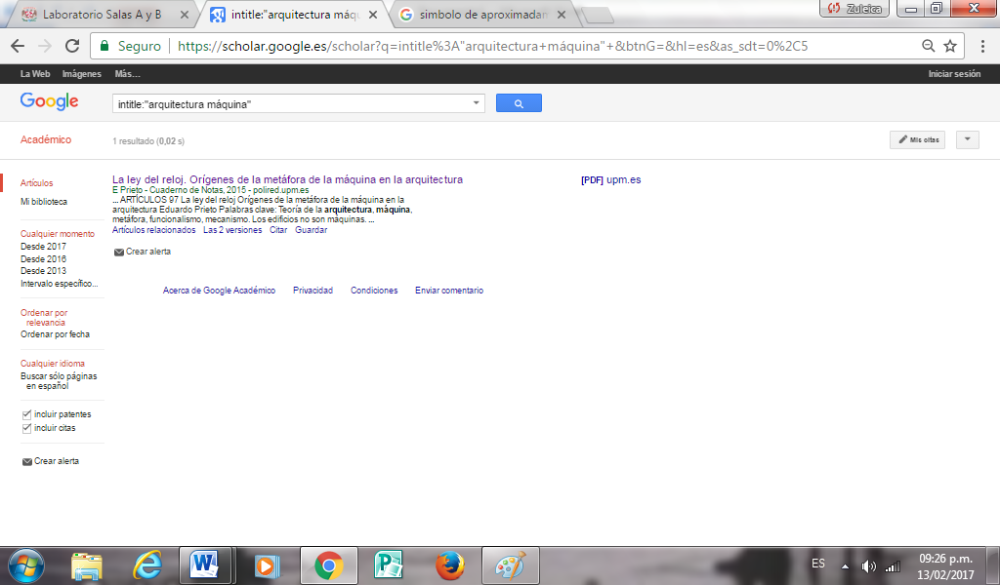 Laboratorio Salas A y B
intitle:"arquitectura máqu
simbolo de aproximadam
Zuleica
Seguro
https://scholar.google.es/scholar?q=intitle%3A"arquitectura+máquina"+&btnG=&hl=es&as_sdt=0%2C5
La Web Imágenes Más... Iniciar sesión
Google
intitle:"arquitectura máquina"
Académico
1 resultado (0,02 s)
Mis citas
Artículos
Mi biblioteca
Cualquier momento
Desde 2017
Desde 2016
Desde 2013
Intervalo específico...
Ordenar por
relevancia
Ordenar por fecha
Cualquier idioma
Buscar sólo páginas
en español
incluir patentes
incluir citas
Crear alerta
La ley del reloj. Orígenes de la metáfora de la máquina en la arquitectura
E Prieto - Cuaderno de Notas, 2015 - polired.upm.es
... ARTÍCULOS 97 La ley del reloj Orígenes de la metáfora de la máquina en la
arquitectura Eduardo Prieto Palabras clave: Teoría de la arquitectura, máquina,
metáfora, funcionalismo, mecanismo. Los edificios no son máquinas. ...
Artículos relacionados Las 2 versiones Citar Guardar
[PDF] upm.es
Crear alerta
Acerca de Google Académico Privacidad Condiciones Enviar comentario
ES
09:26 p.m.
13/02/2017